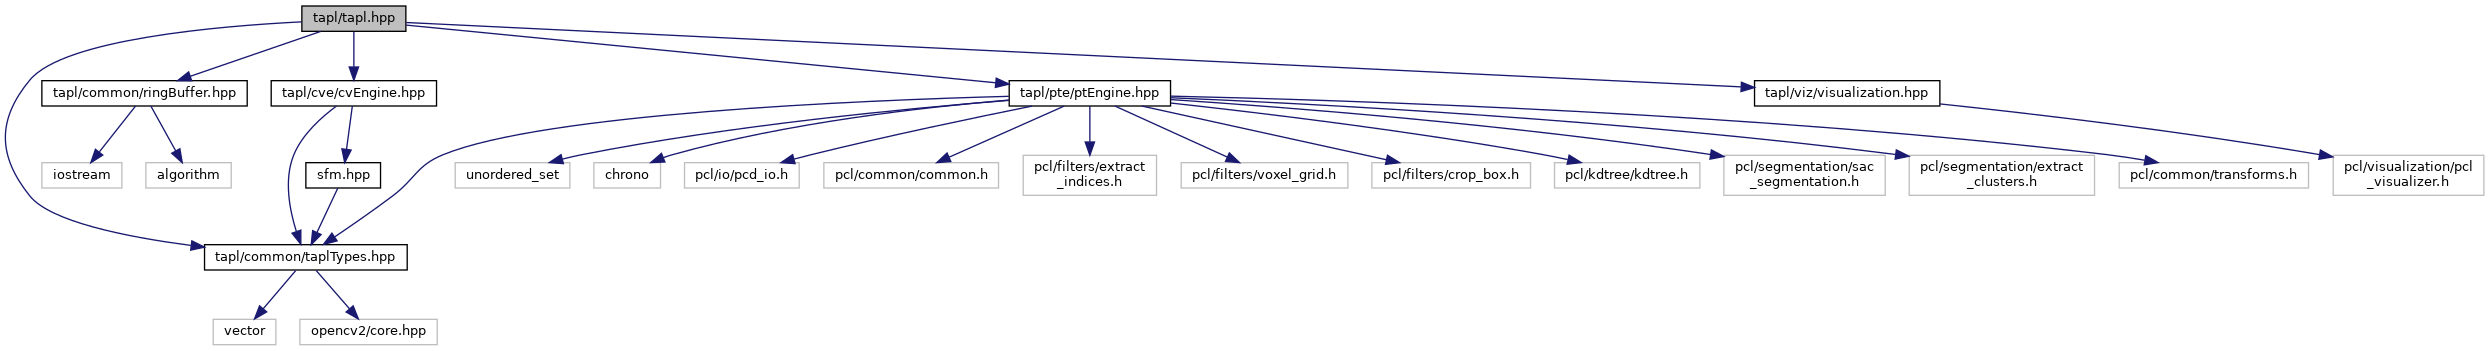 tapl/tapl.hpp
tapl/common/ringBuffer.hpp
tapl/cve/cvEngine.hpp
tapl/pte/ptEngine.hpp
tapl/viz/visualization.hpp
iostream
algorithm
sfm.hpp
unordered_set
chrono
pcl/io/pcd_io.h
pcl/common/common.h
pcl/filters/extract
_indices.h
pcl/filters/voxel_grid.h
pcl/filters/crop_box.h
pcl/kdtree/kdtree.h
pcl/segmentation/sac
_segmentation.h
pcl/segmentation/extract
_clusters.h
pcl/common/transforms.h
pcl/visualization/pcl
_visualizer.h
tapl/common/taplTypes.hpp
vector
opencv2/core.hpp